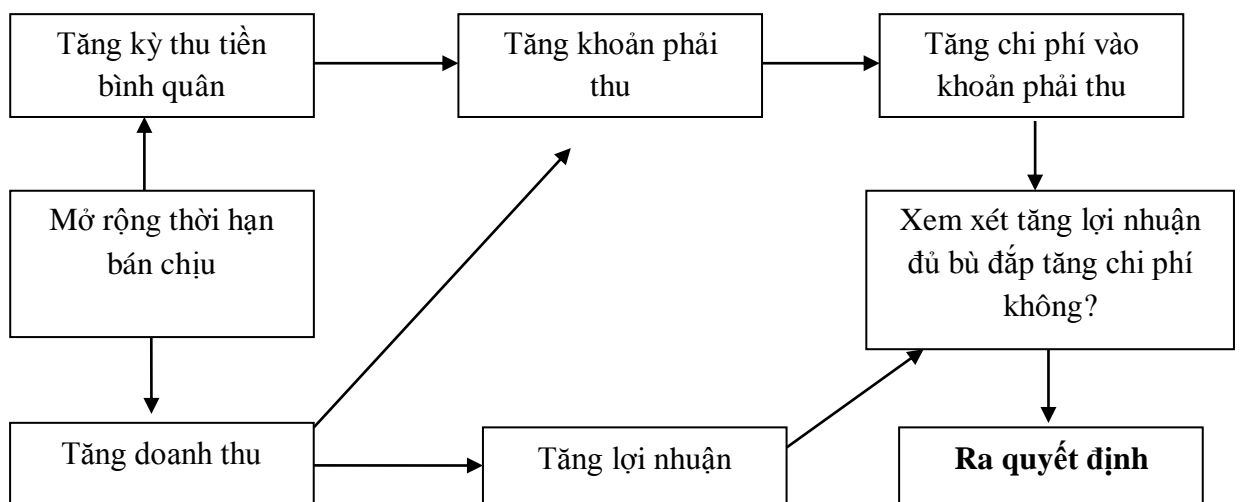 Tăng kỳ thu tiền
bình quân
Tăng khoản phải
thu
Tăng chi phí vào
khoản phải thu
Mở rộng thời hạn
bán chịu
Xem xét tăng lợi nhuận
đủ bù đắp tăng chi phí
không?
Tăng doanh thu
Tăng lợi nhuận
Ra quyết định